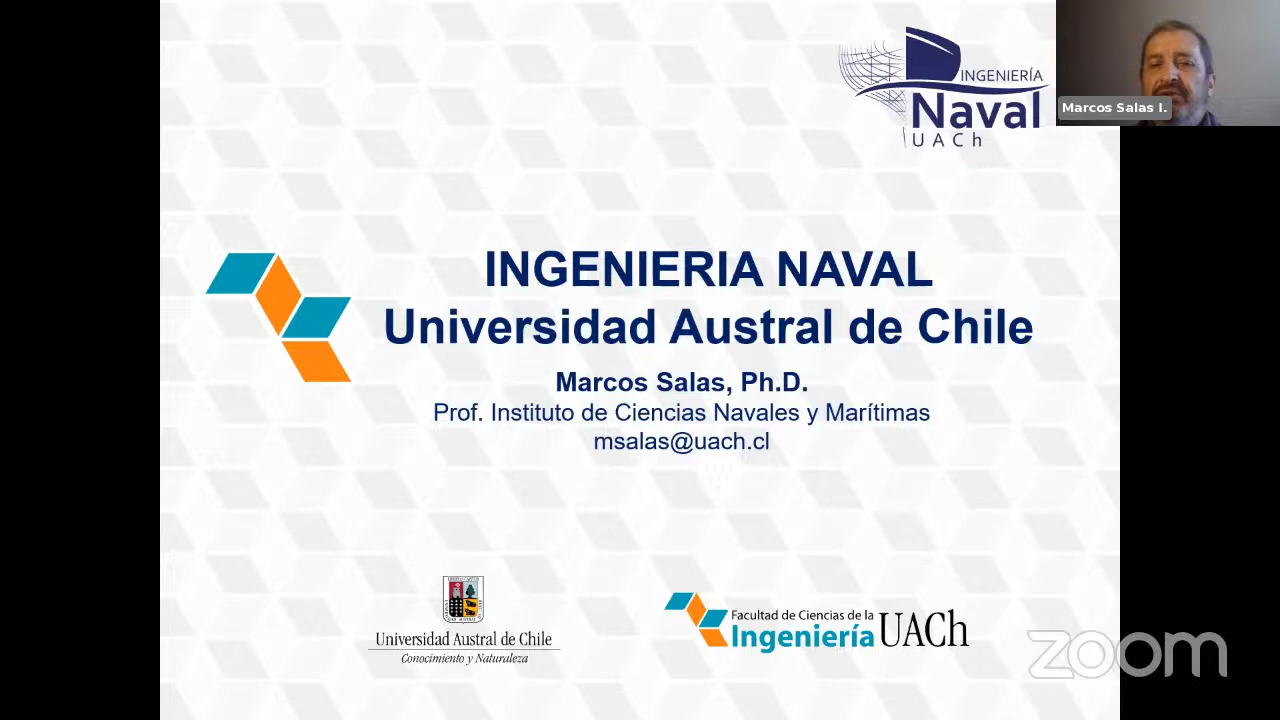 INGENIERÍA
Naval
UACh
Marcos Salas I.
INGENIERIA NAVAL
Universidad Austral de Chile
Marcos Salas, Ph.D.
Prof. Instituto de Ciencias Navales y Marítimas
msalas@uach.cl
Universidad Austral de Chile
Conocimiento y Naturaleza
Facultad de Ciencias de la
Ingeniería UACh
zoom